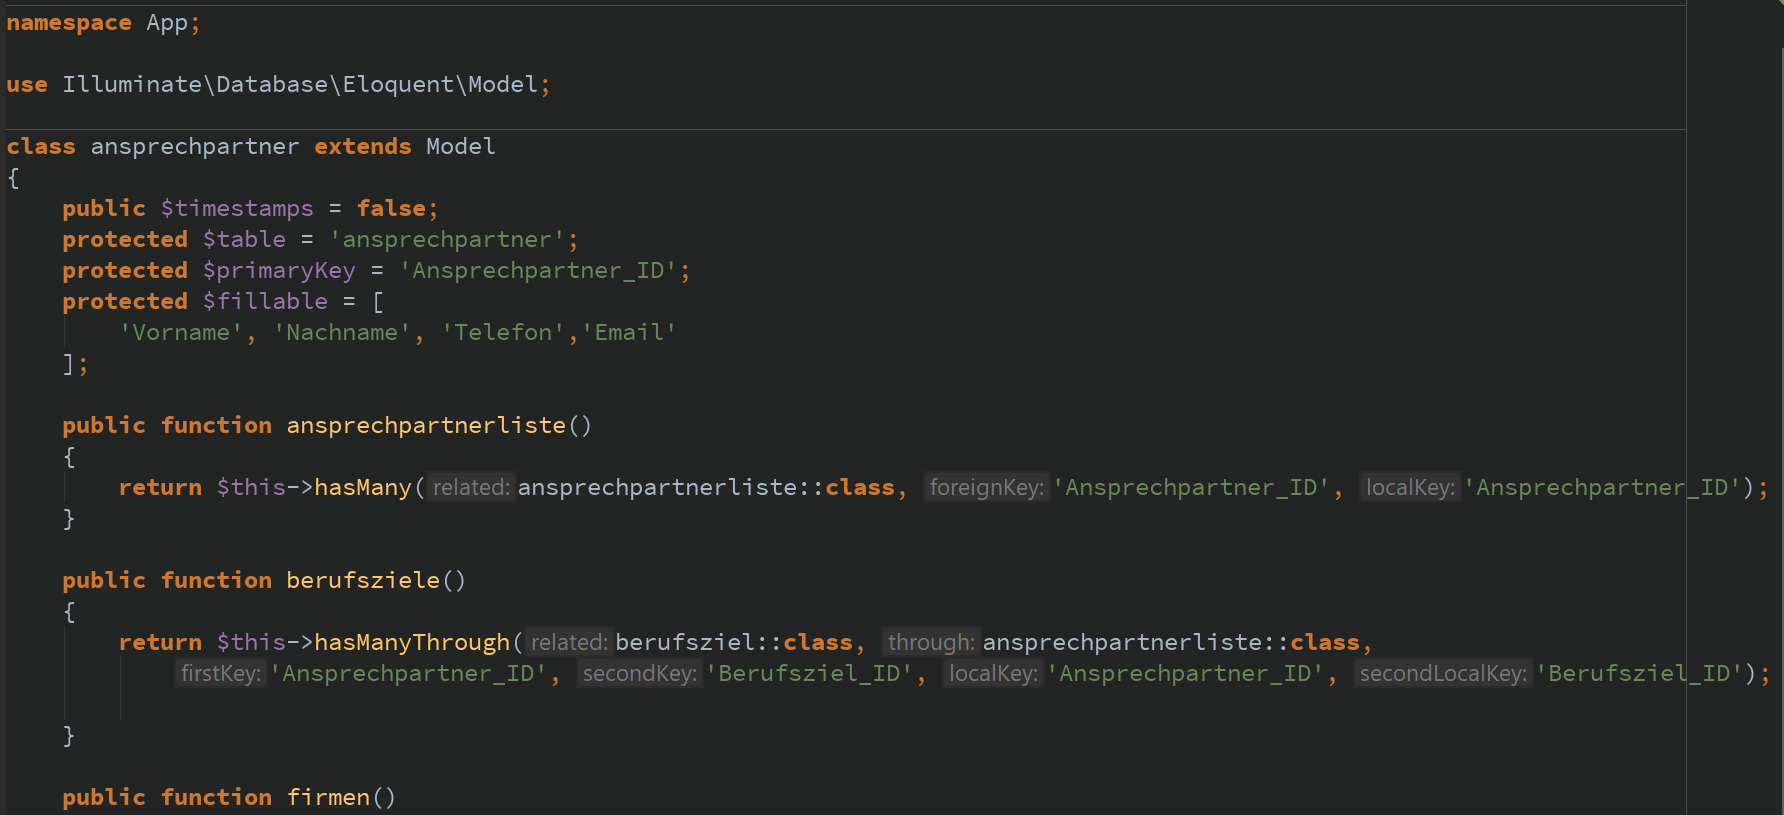 namespace App;
use Illuminate\Database\Eloquent\Model;
class ansprechpartner extends Model
{
public $timestamps = false;
protected $table = 'ansprechpartner';
protected $primaryKey = 'Ansprechpartner_ID';
protected $fillable = [
'Vorname', 'Nachname', 'Telefon','Email'
];
public function ansprechpartnerliste()
{
return $this->hasMany( related: ansprechpartnerliste::class, foreignKey: 'Ansprechpartner_ID', localKey: 'Ansprechpartner_ID');
}
public function berufsziele()
{
return $this->hasManyThrough( related: berufsziel::class, through: ansprechpartnerliste::class,
firstKey: 'Ansprechpartner_ID', secondKey: 'Berufsziel_ID', localKey: 'Ansprechpartner_ID', secondLocalKey: 'Berufsziel_ID');
}
public function firmen()